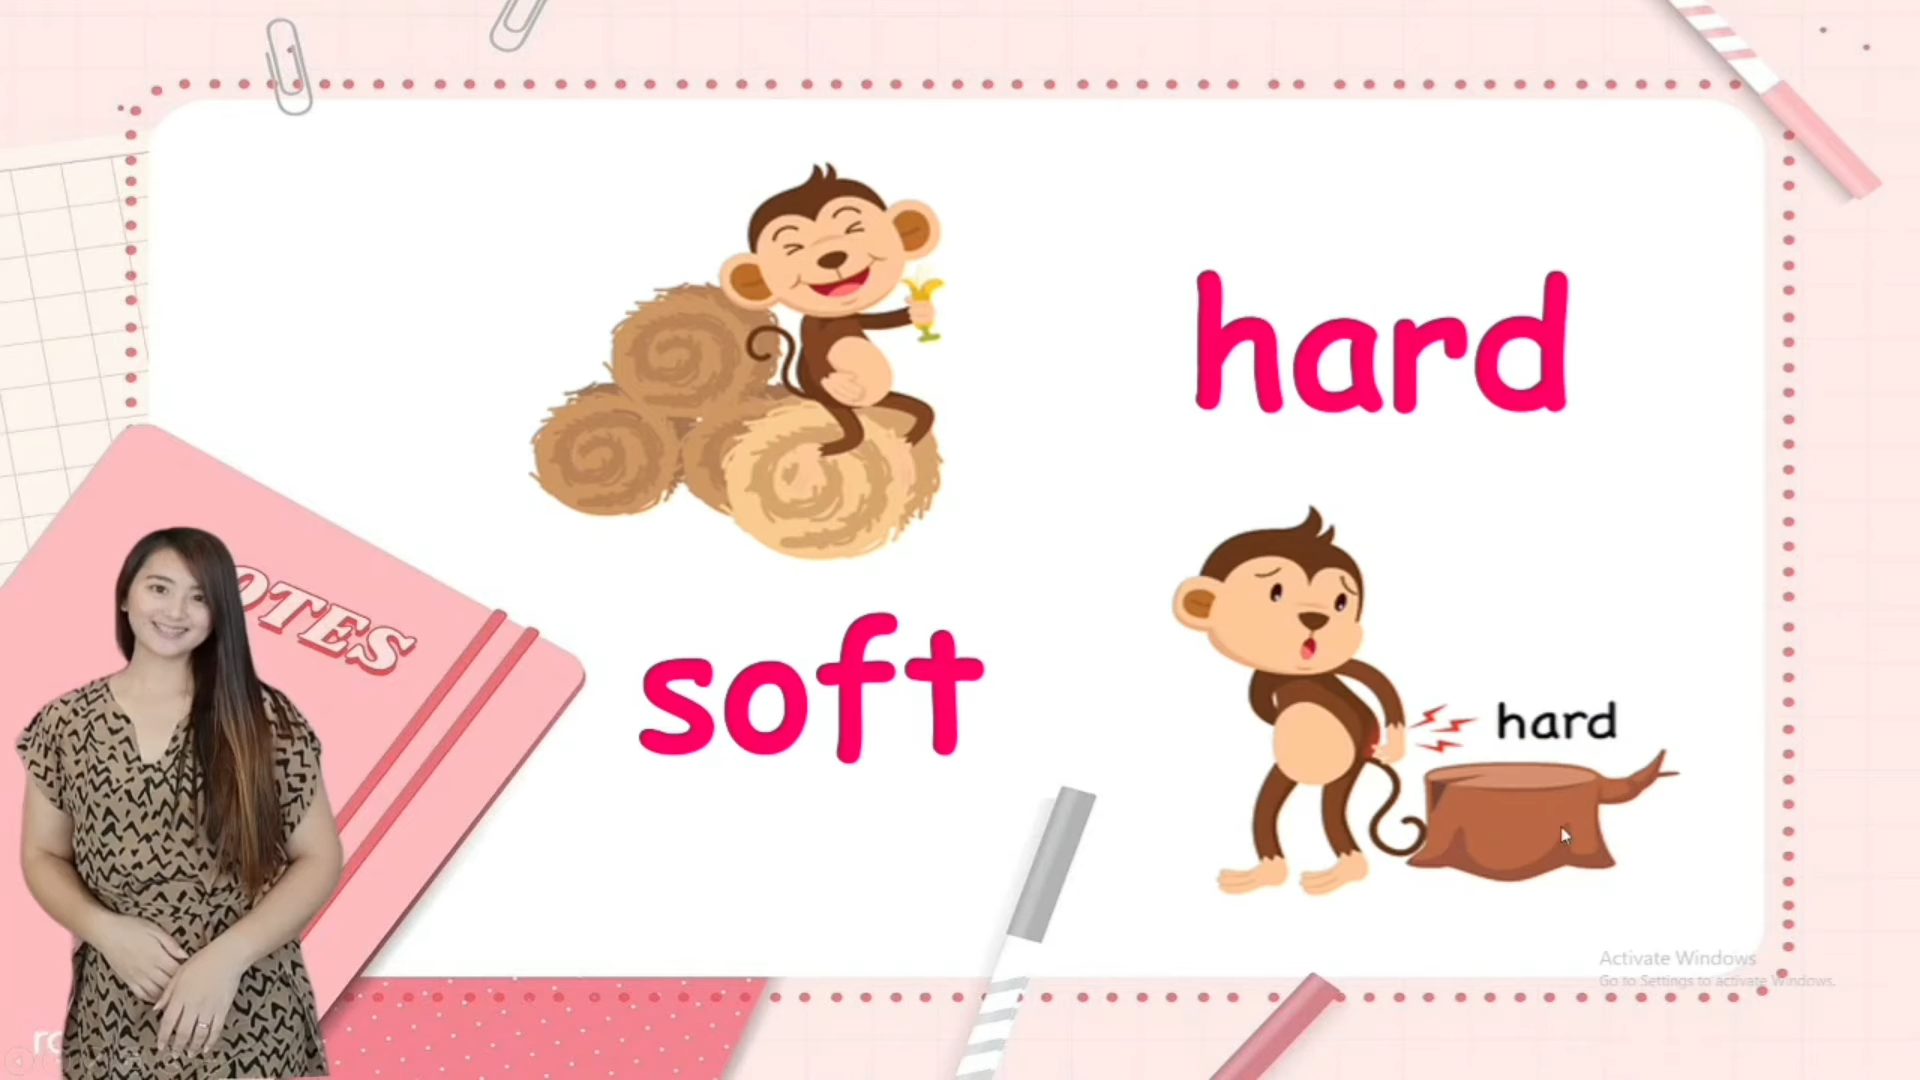 hard
soft
hard
OTES
Activate Windows
Go to Settings to activate Windows.